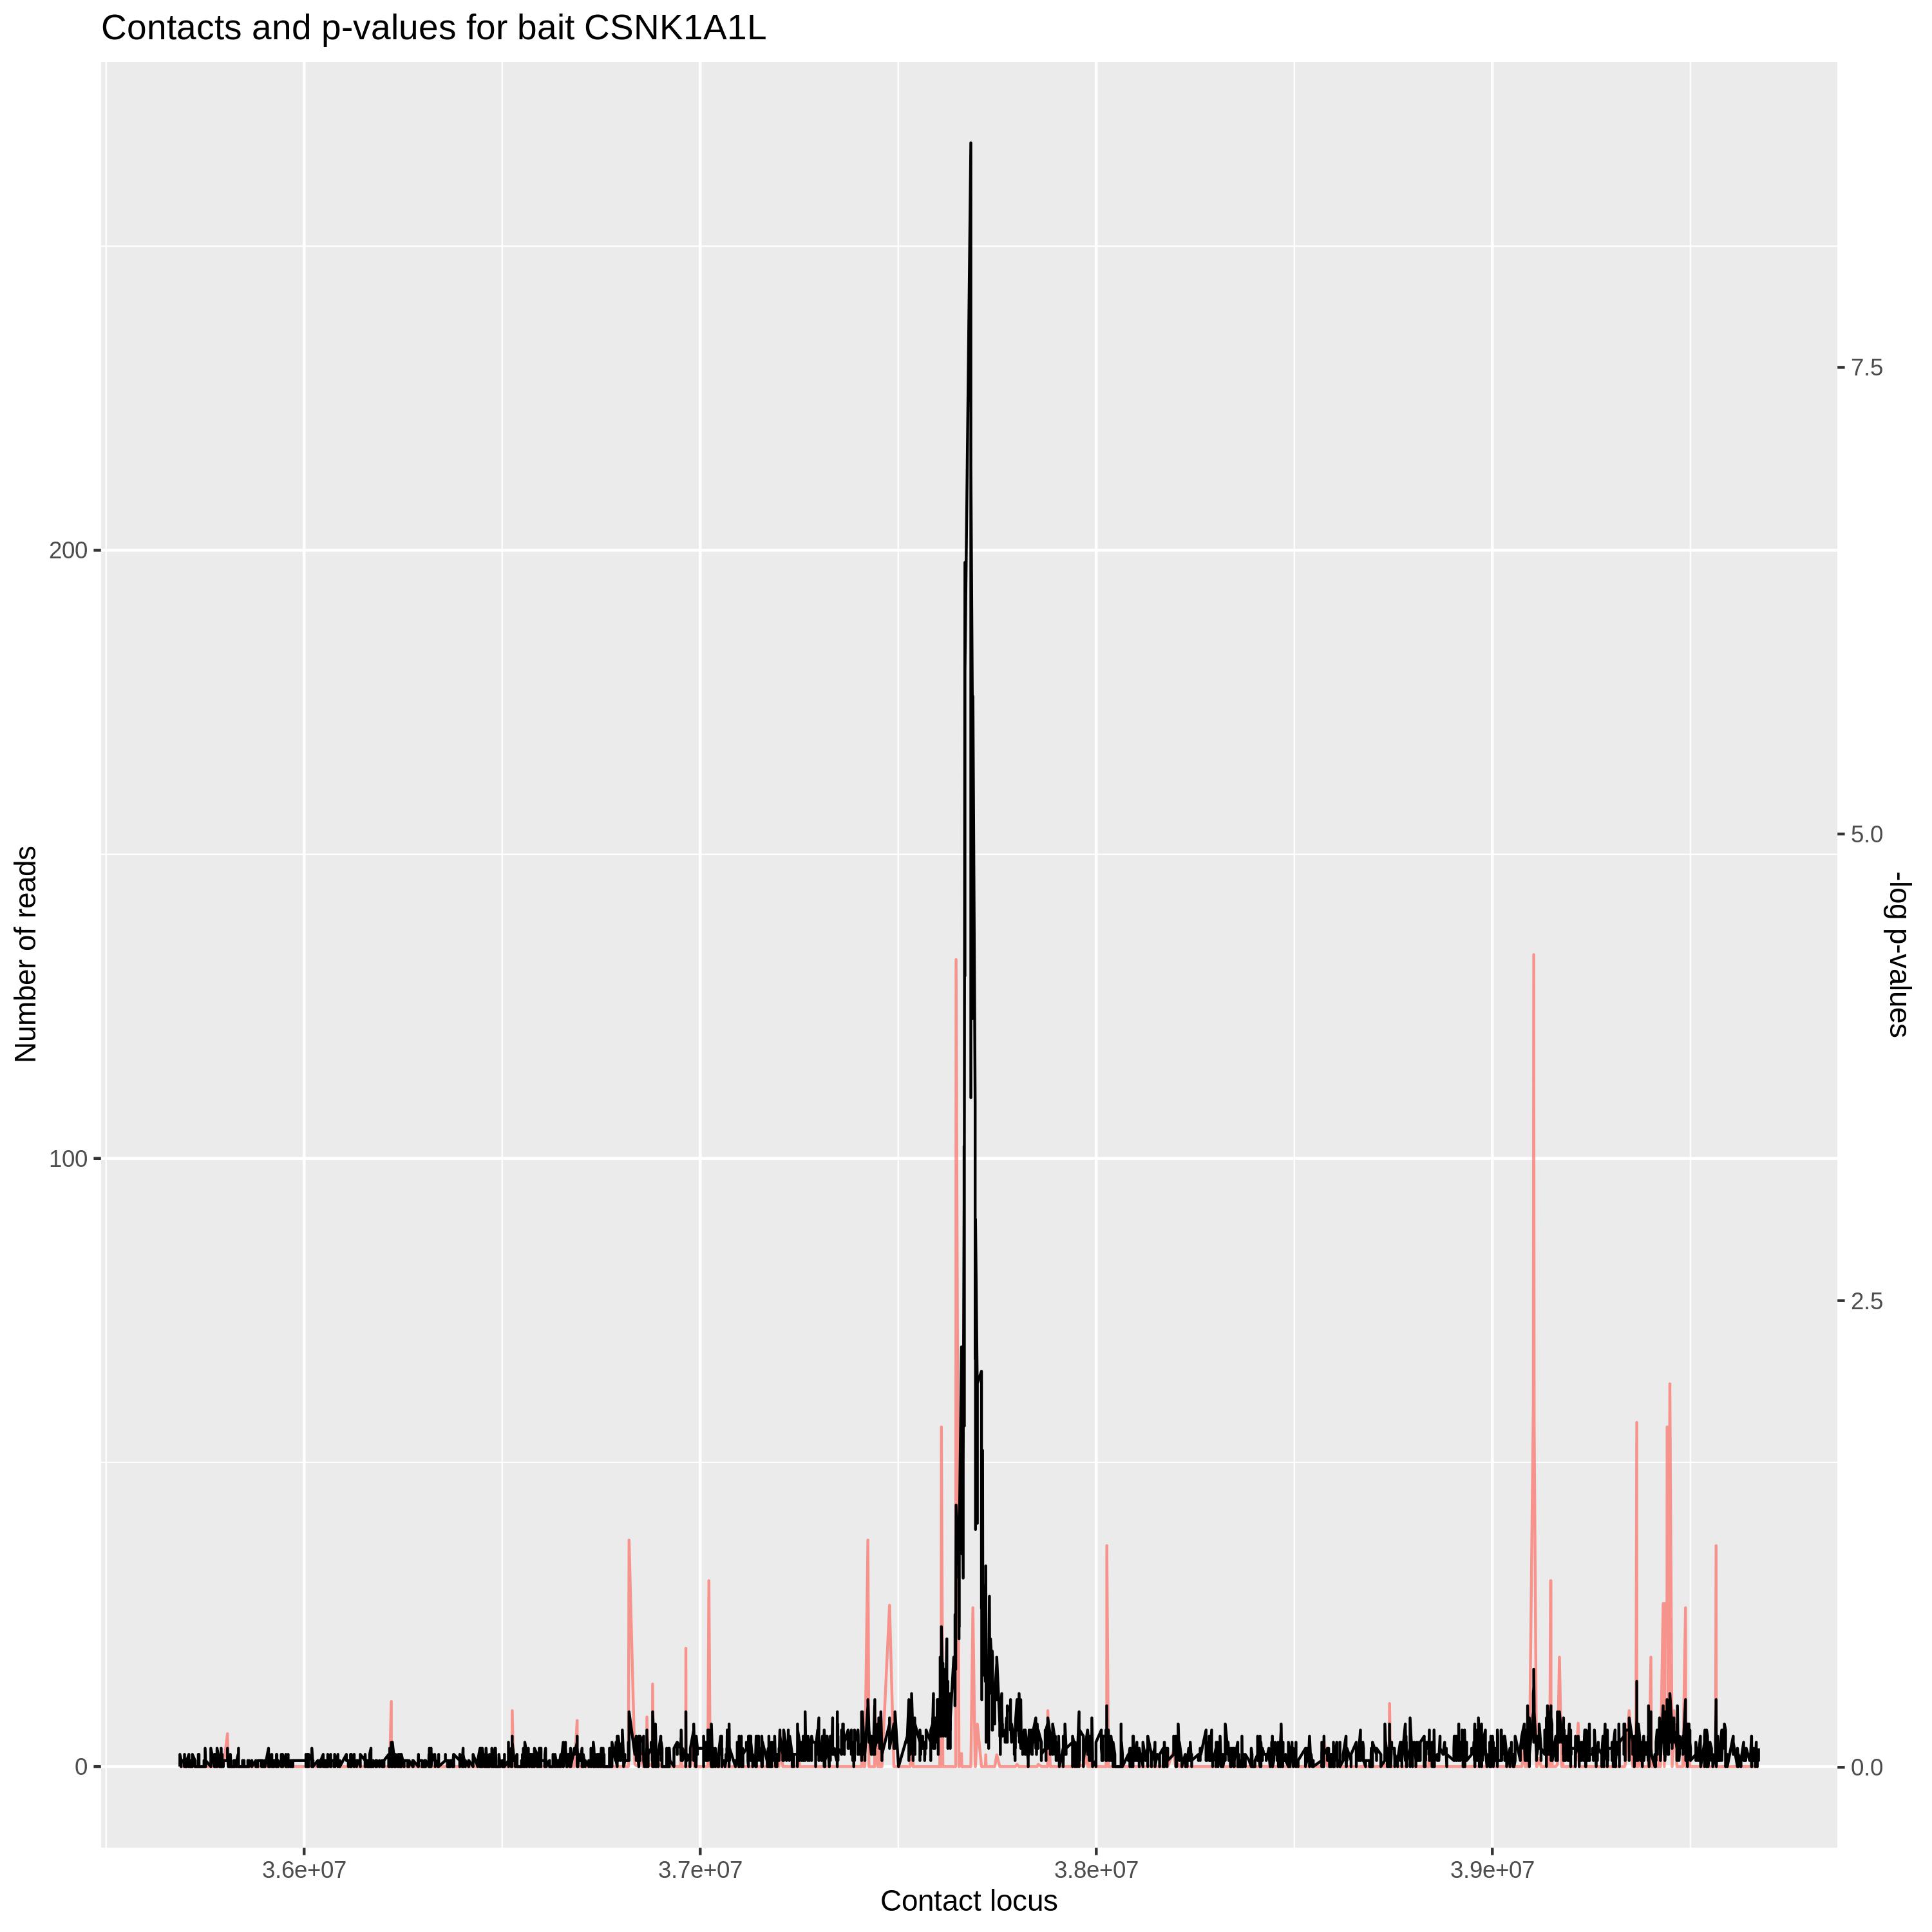 Contacts and p-values for bait CSNK1A1L
200
100
0
Number of reads
7.5
5.0
2.5
0.0
-log p-values
3.6e+07 3.7e+07 3.8e+07 3.9e+07
Contact locus